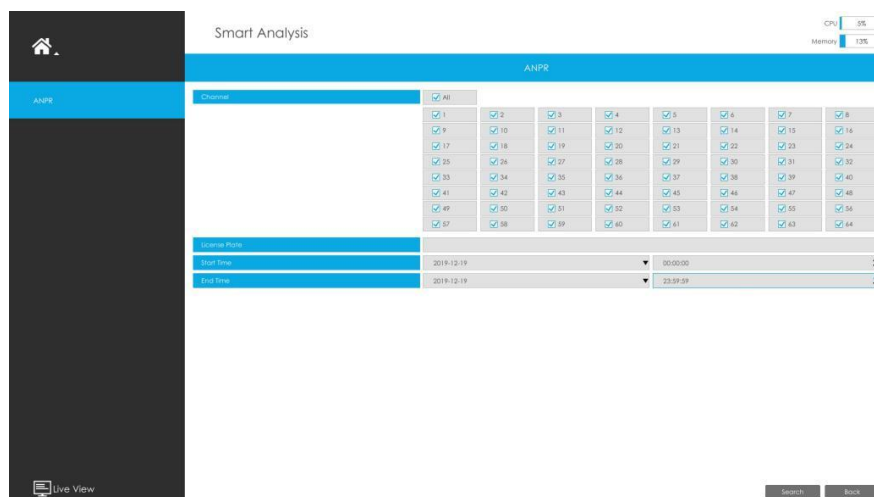 Smart Analysis
CPU 5%
Memory 13%
ANPR
ANPR
Channel All
1 2 3 4 5 6 7 8
9 10 11 12 13 14 15 16
17 18 19 20 21 22 23 24
25 26 27 28 29 30 31 32
33 34 35 36 37 38 39 40
41 42 43 44 45 46 47 48
49 50 51 52 53 54 55 56
57 58 59 60 61 62 63 64
License Plate
Start Time 2019-12-19 00:00:00
End Time 2019-12-19 23:59:59
Live View
Search Back